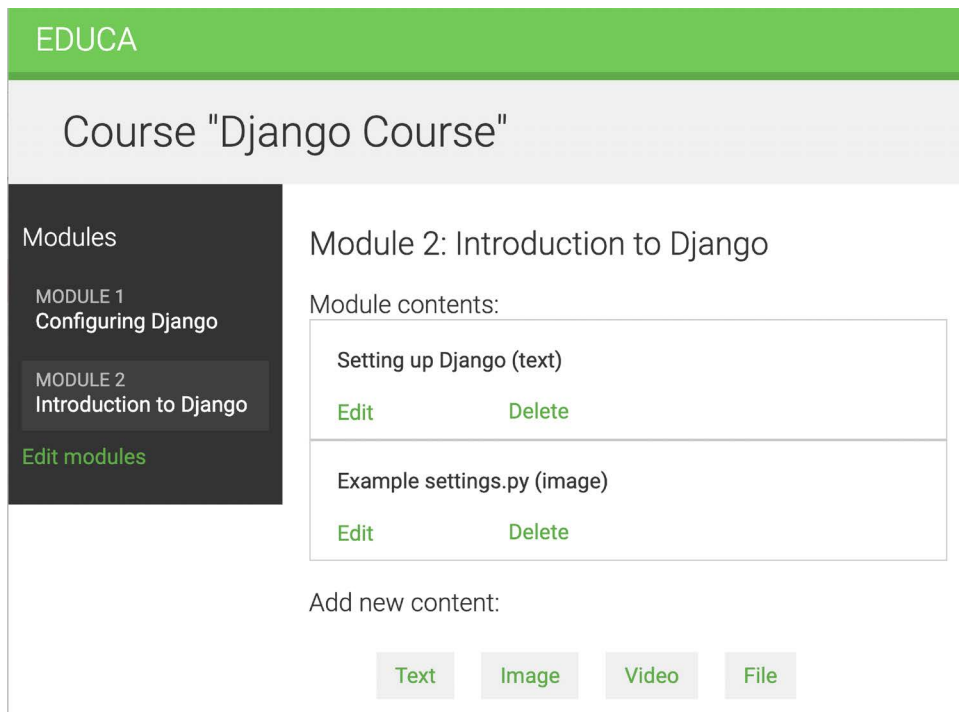 EDUCA
Course "Django Course"
Modules
MODULE 1
Configuring Django
MODULE 2
Introduction to Django
Edit modules
Module 2: Introduction to Django
Module contents:
Setting up Django (text)
Edit Delete
Example settings.py (image)
Edit Delete
Add new content:
Text Image Video File